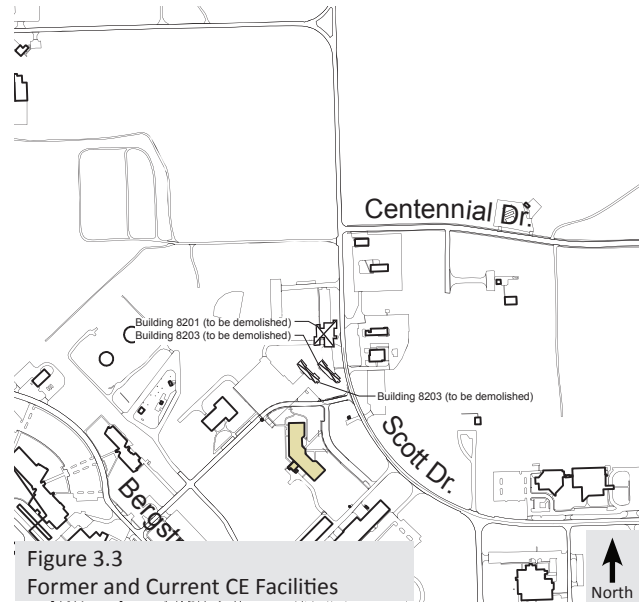 Centennial Dr.
Building 8201 (to be demolished)
Building 8203 (to be demolished)
Building 8203 (to be demolished)
Scott Dr.
Bergst
Figure 3.3
Former and Current CE Facilities
North